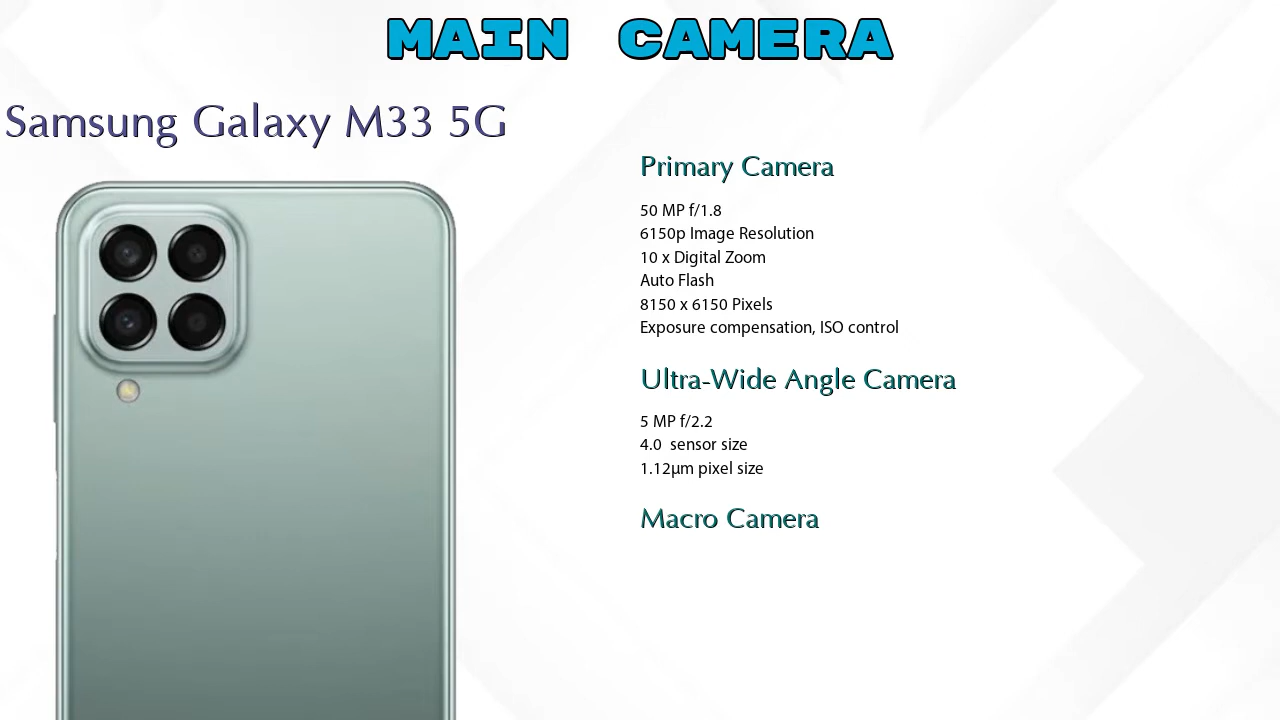 MAIN CAMERA
Samsung Galaxy M33 5G
Primary Camera
50 MP f/1.8
6150p Image Resolution
10 x Digital Zoom
Auto Flash
8150 x 6150 Pixels
Exposure compensation, ISO control
Ultra-Wide Angle Camera
5 MP f/2.2
4.0 sensor size
1.12µm pixel size
Macro Camera